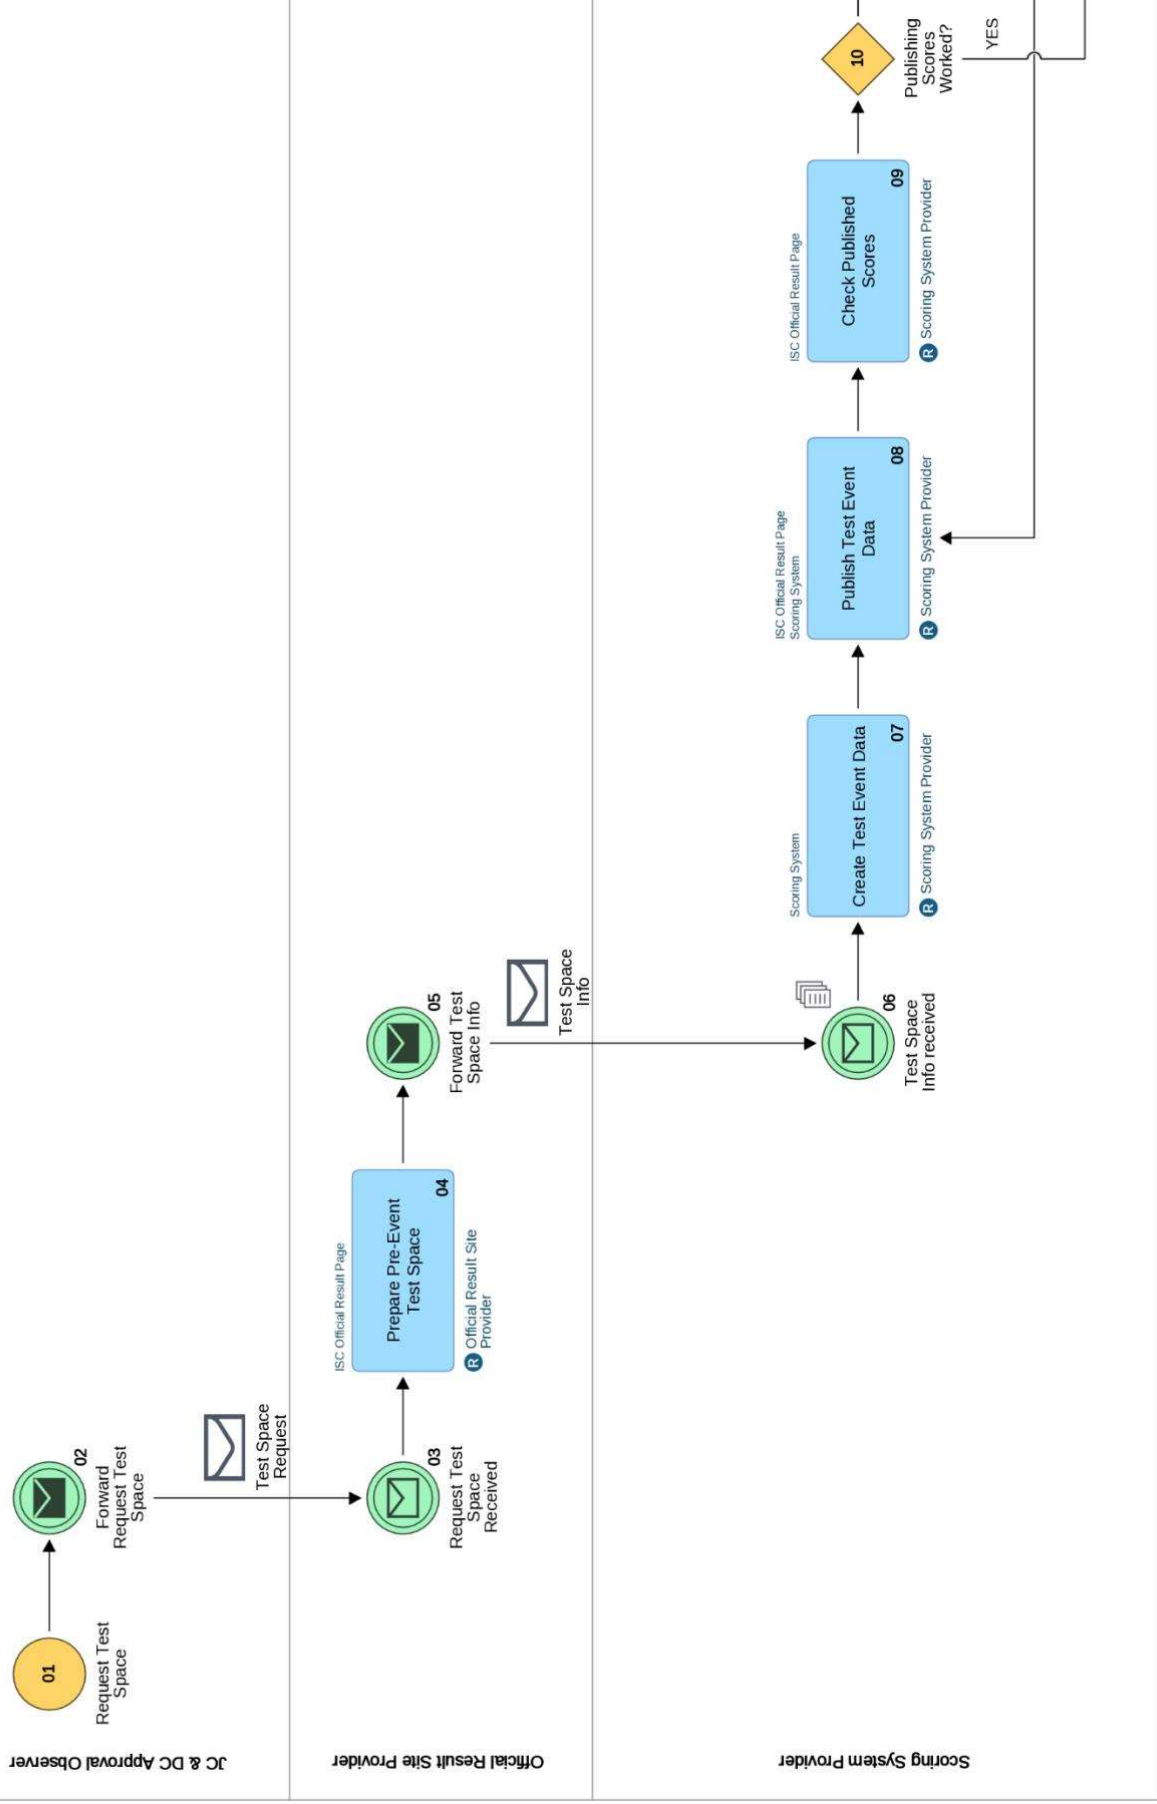 JC & DC Approval Observer
01
Request Test
Space
02
Forward
Request Test
Space
Test Space
Request
Official Result Site Provider
03
Request Test
Space
Received
ISC Official Result Page
Prepare Pre-Event
Test Space
04
R Official Result Site
Provider
05
Forward Test
Space Info
Test Space
Info
Scoring System Provider
06
Test Space
Info received
Scoring System
Create Test Event Data
07
R Scoring System Provider
ISC Official Result Page
Scoring System
Publish Test Event
Data
08
R Scoring System Provider
ISC Official Result Page
Check Published
Scores
09
R Scoring System Provider
10
Publishing
Scores
Worked?
YES